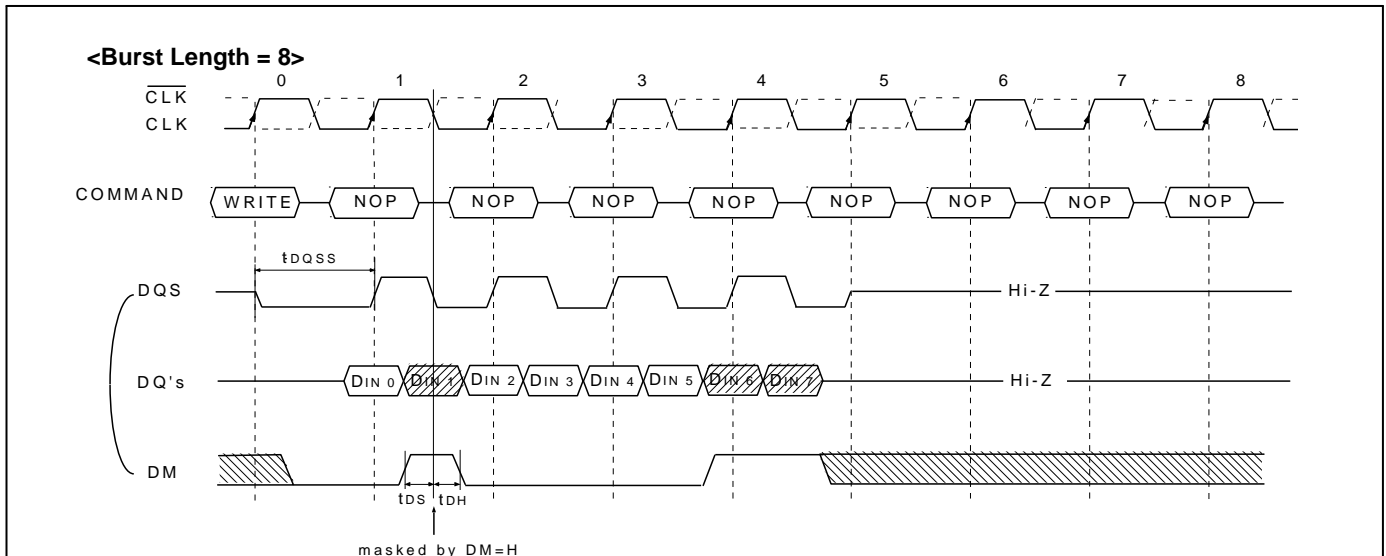 <Burst Length = 8>
0 1 2 3 4 5 6 7 8
CLK
CLK
COMMAND WRITE NOP NOP NOP NOP NOP NOP NOP NOP
tDQSS
DQS Hi-Z
DQ's DIN 0 DIN 1 DIN 2 DIN 3 DIN 4 DIN 5 DIN 6 DIN 7 Hi-Z
DM
tDS tDH
masked by DM=H